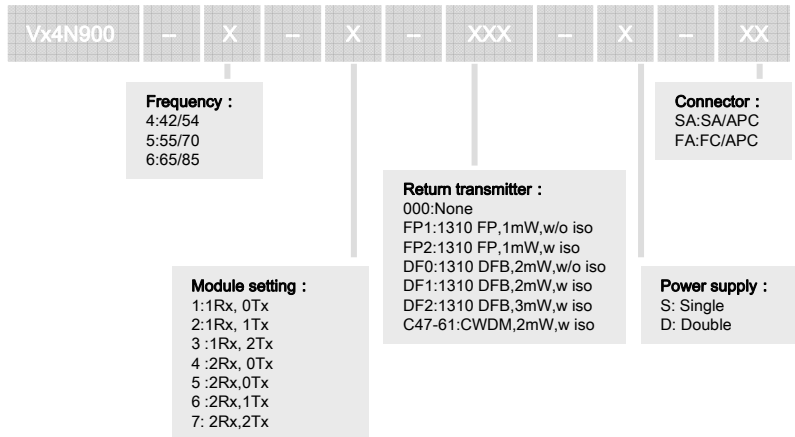 Vx4N900 – X – X – XXX – X – XX
Frequency :
4:42/54
5:55/70
6:65/85
Connector :
SA:SA/APC
FA:FC/APC
Return transmitter :
000:None
FP1:1310 FP,1mW,w/o iso
FP2:1310 FP,1mW,w iso
DF0:1310 DFB,2mW,w/o iso
DF1:1310 DFB,2mW,w iso
DF2:1310 DFB,3mW,w iso
C47-61:CWDM,2mW,w iso
Module setting :
1:1Rx, 0Tx
2:1Rx, 1Tx
3 :1Rx, 2Tx
4 :2Rx, 0Tx
5 :2Rx,0Tx
6 :2Rx,1Tx
7: 2Rx,2Tx
Power supply :
S: Single
D: Double